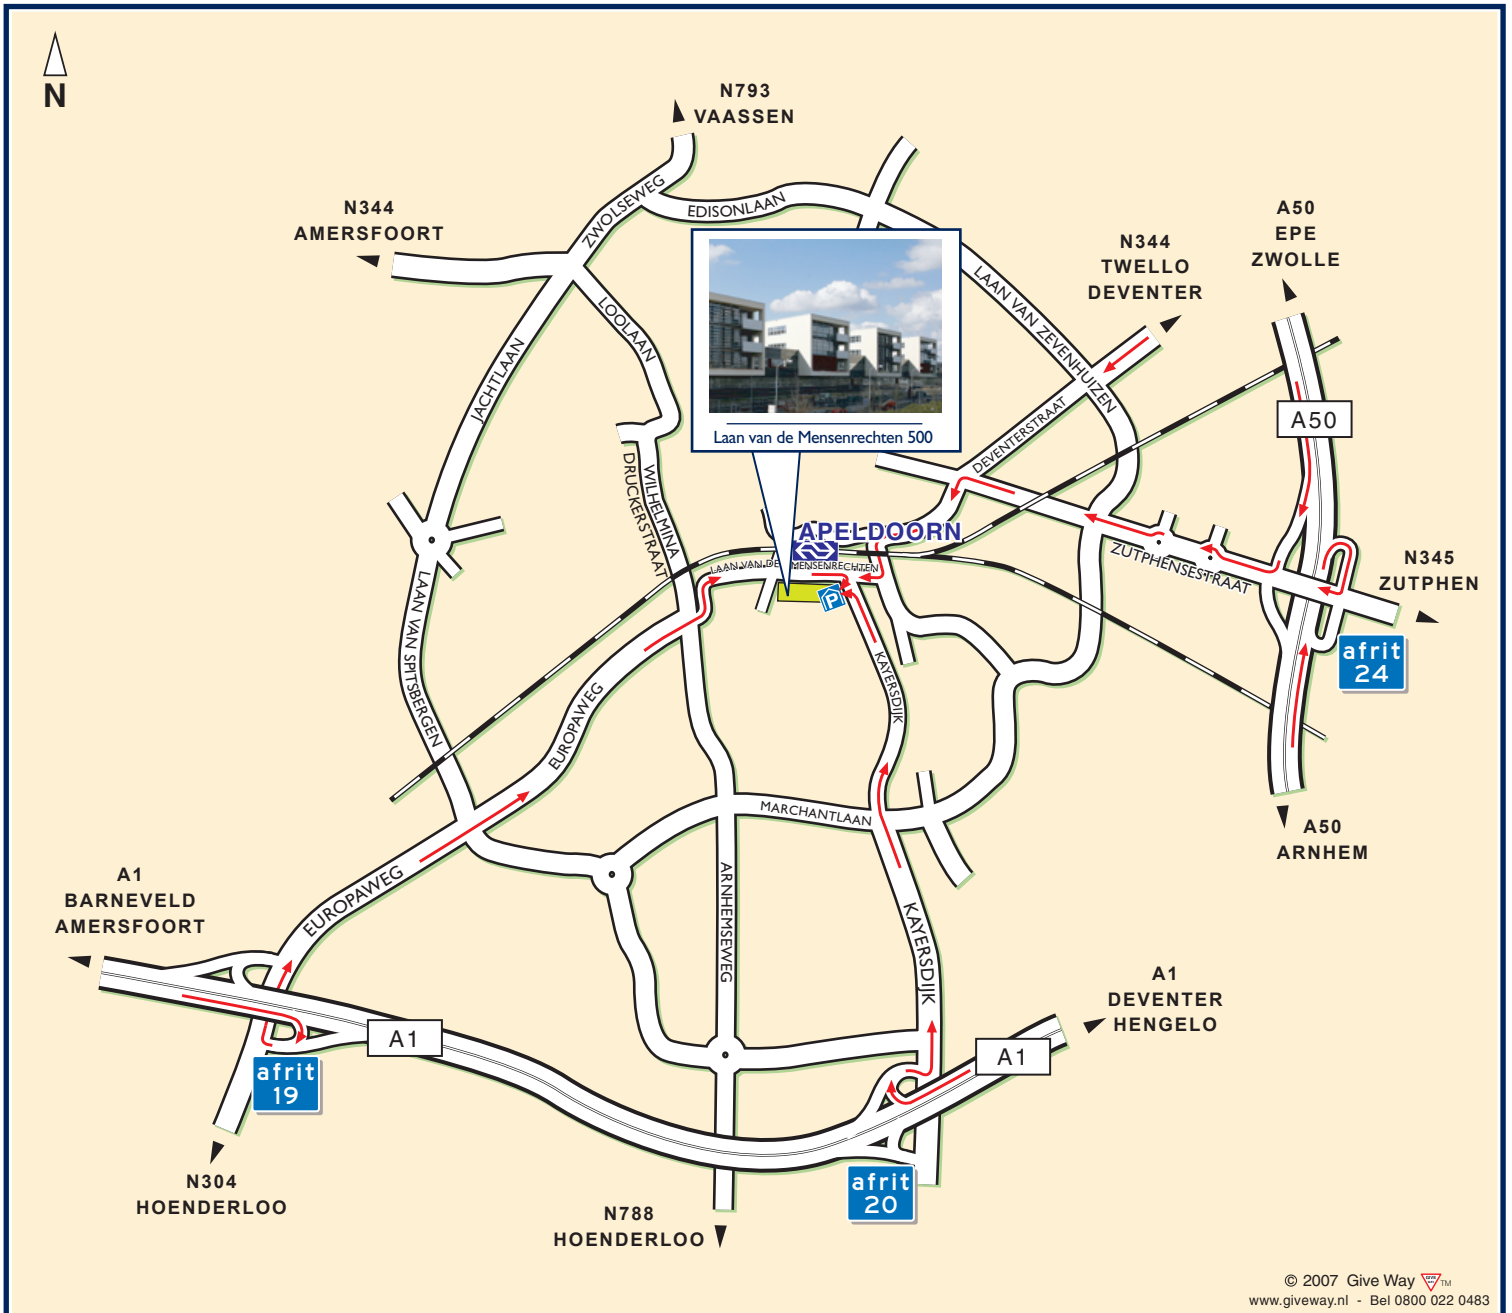 N
N793
VAASSEN
N344
AMERSFOORT
ZWOLSEWEG
EDISONLAAN
A50
EPE
ZWOLLE
N344
TWELLO
DEVENTER
LAAN VAN ZEVENHUIZEN
LOOLAAN
JACHTLAAN
Laan van de Mensenrechten 500
DEVENTERSTRAAT
A50
WILHELMINA
DRUCKERSTRAAT
APELDOORN
LAAN VAN DE MENSENRECHTEN
P
ZUTPHENSESTRAAT
N345
ZUTPHEN
afrit
24
LAAN VAN SPITSBERGEN
EUROPAWEG
KAYERSDIJK
MARCHANTLAAN
A50
ARNHEM
ARNHEMSEWEG
EUROPAWEG
KAYERSDIJK
A1
BARNEVELD
AMERSFOORT
A1
DEVENTER
HENGELO
A1
A1
afrit
19
N304
HOENDERLOO
afrit
20
N788
HOENDERLOO
© 2007 Give Way TM
www.giveway.nl - Bel 0800 022 0483